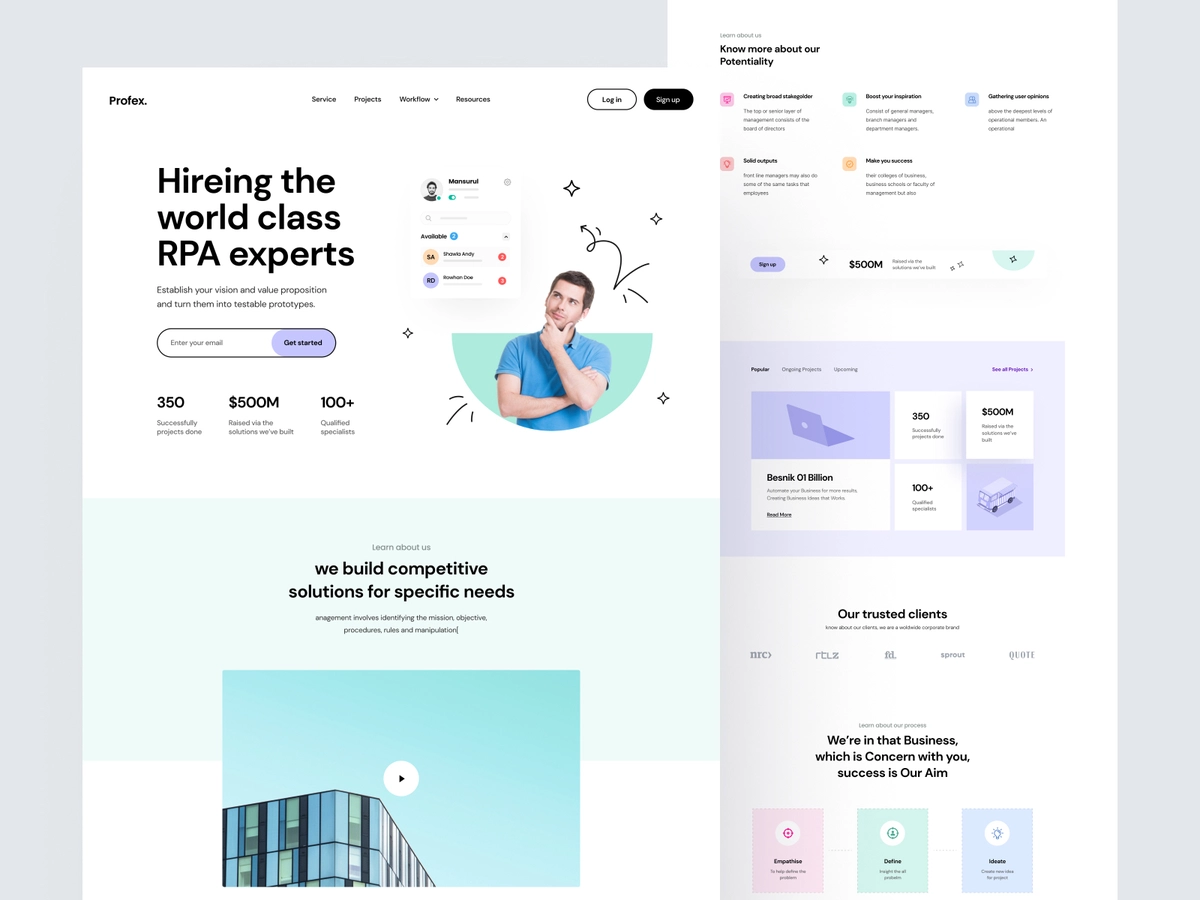 Profex.
Service
Projects
Workflow
Resources
Log in
Sign up
Hireing the
world class
RPA experts
Establish your vision and value proposition
and turn them into testable prototypes.
Enter your email
Get started
350
Successfully
projects done
$500M
Raised via the
solutions we've built
100+
Qualified
specialists
Mansurul
Available 2
SA
Shawla Andy
2
RD
Rowhan Doe
3
Learn about us
we build competitive
solutions for specific needs
anagement involves identifying the mission, objective,
procedures, rules and manipulation
Learn about us
Know more about our
Potentiality
Creating broad stakegolder
The top or senior layer of
management consists of the
board of directors
Boost your inspiration
Consist of general managers,
branch managers and
department managers.
Gathering user opinions
above the deepest levels of
operational members. An
operational
Solid outputs
front line managers may also do
some of the same tasks that
employees
Make you success
their colleges of business,
business schools or faculty of
management but also
Sign up
$500M
Raised via the
solutions we've built
Popular
Ongoing Projects
Upcoming
See all Projects
Besnik 01 Billion
Automate your Business for more results,
Creating Business Ideas that Works
Read More
350
Successfully
projects done
$500M
Raised via the
solutions we've
built
100+
Qualified
specialists
Our trusted clients
know about our clients, we are a woldwide corporate brand
nrc
rtlz
fd.
sprout
QUOTE
Learn about our process
We're in that Business,
which is Concern with you,
success is Our Aim
Empathise
To help define the
problem
Define
Insight the all
probelm
Ideate
Create new idea
for project